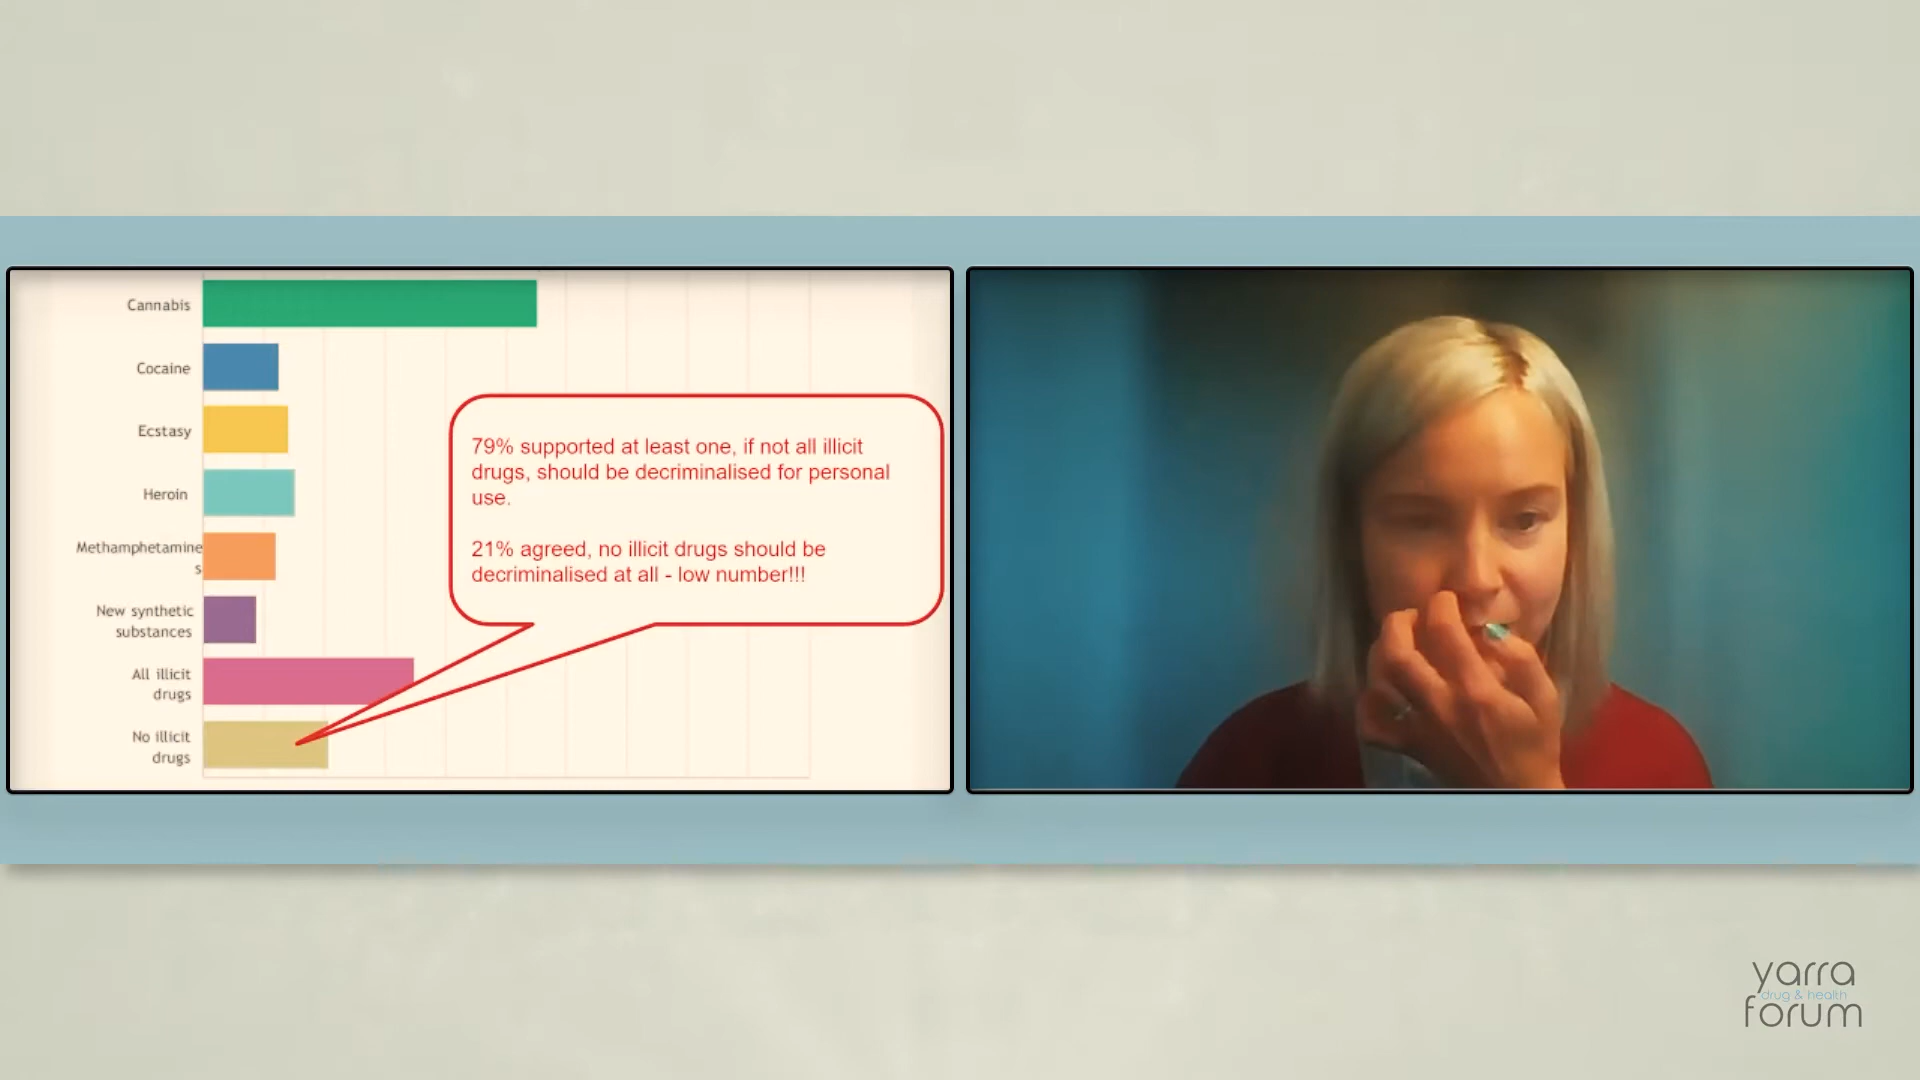 Cannabis
Cocaine
Ecstasy
Heroin
Methamphetamine
s
New synthetic
substances
All illicit
drugs
No illicit
drugs
79% supported at least one, if not all illicit
drugs, should be decriminalised for personal
use.
21% agreed, no illicit drugs should be
decriminalised at all - low number!!!
yarra
drug & health
forum